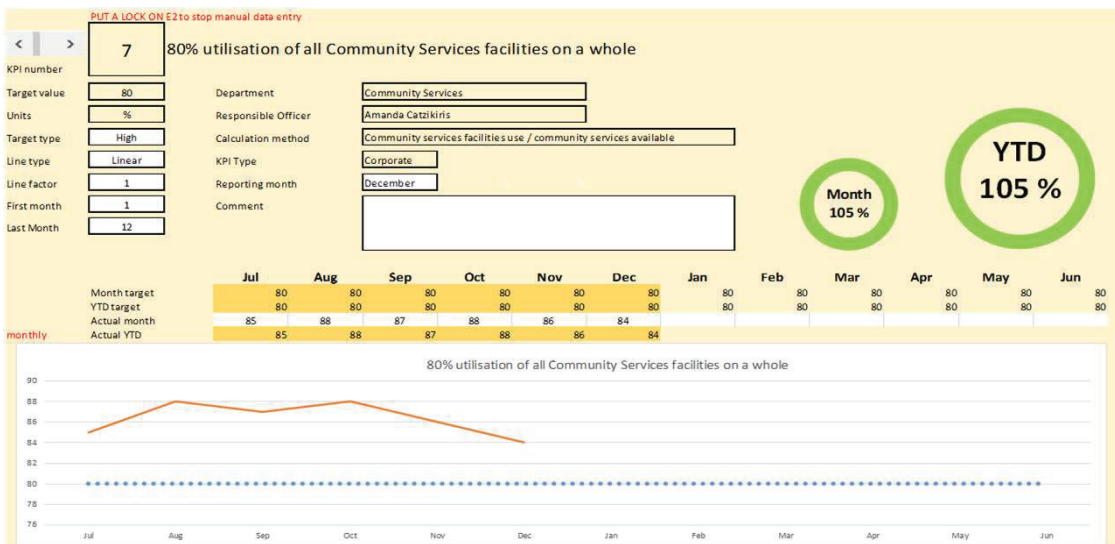 PUT A LOCK ON E2 to stop manual data entry
< >
7 80% utilisation of all Community Services facilities on a whole
KPI number
Target value 80 Department Community Services
Units % Responsible Officer Amanda Catzikiris
Target type High Calculation method Community services facilities use / community services available
Line type Linear KPI Type Corporate
Line factor 1 Reporting month December
First month 1 Comment
Last Month 12
Month
105 %
YTD
105 %
Jul Aug Sep Oct Nov Dec Jan Feb Mar Apr May Jun
Month target 80 80 80 80 80 80 80 80 80 80 80 80
YTD target 80 80 80 80 80 80 80 80 80 80 80 80
Actual month 85 88 87 88 86 84
monthly Actual YTD 85 88 87 88 86 84
80% utilisation of all Community Services facilities on a whole
90
88
86
84
82
80
78
76
Jul Aug Sep Oct Nov Dec Jan Feb Mar Apr May Jun